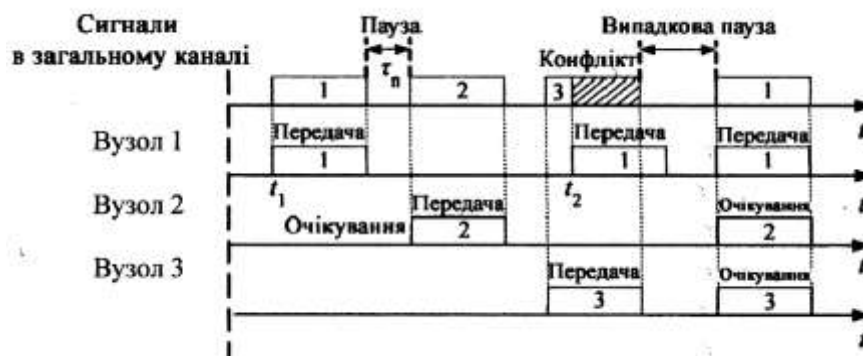 Сигнали
в загальному каналі
Пауза
τп
Випадкова пауза
Конфлікт
1
2
3
1
t
Вузол 1
Передача
1
Передача
1
Передача
1
t1
t2
t
Вузол 2
Очікування
Передача
2
Очікування
2
t
Вузол 3
Передача
3
Очікування
3
t